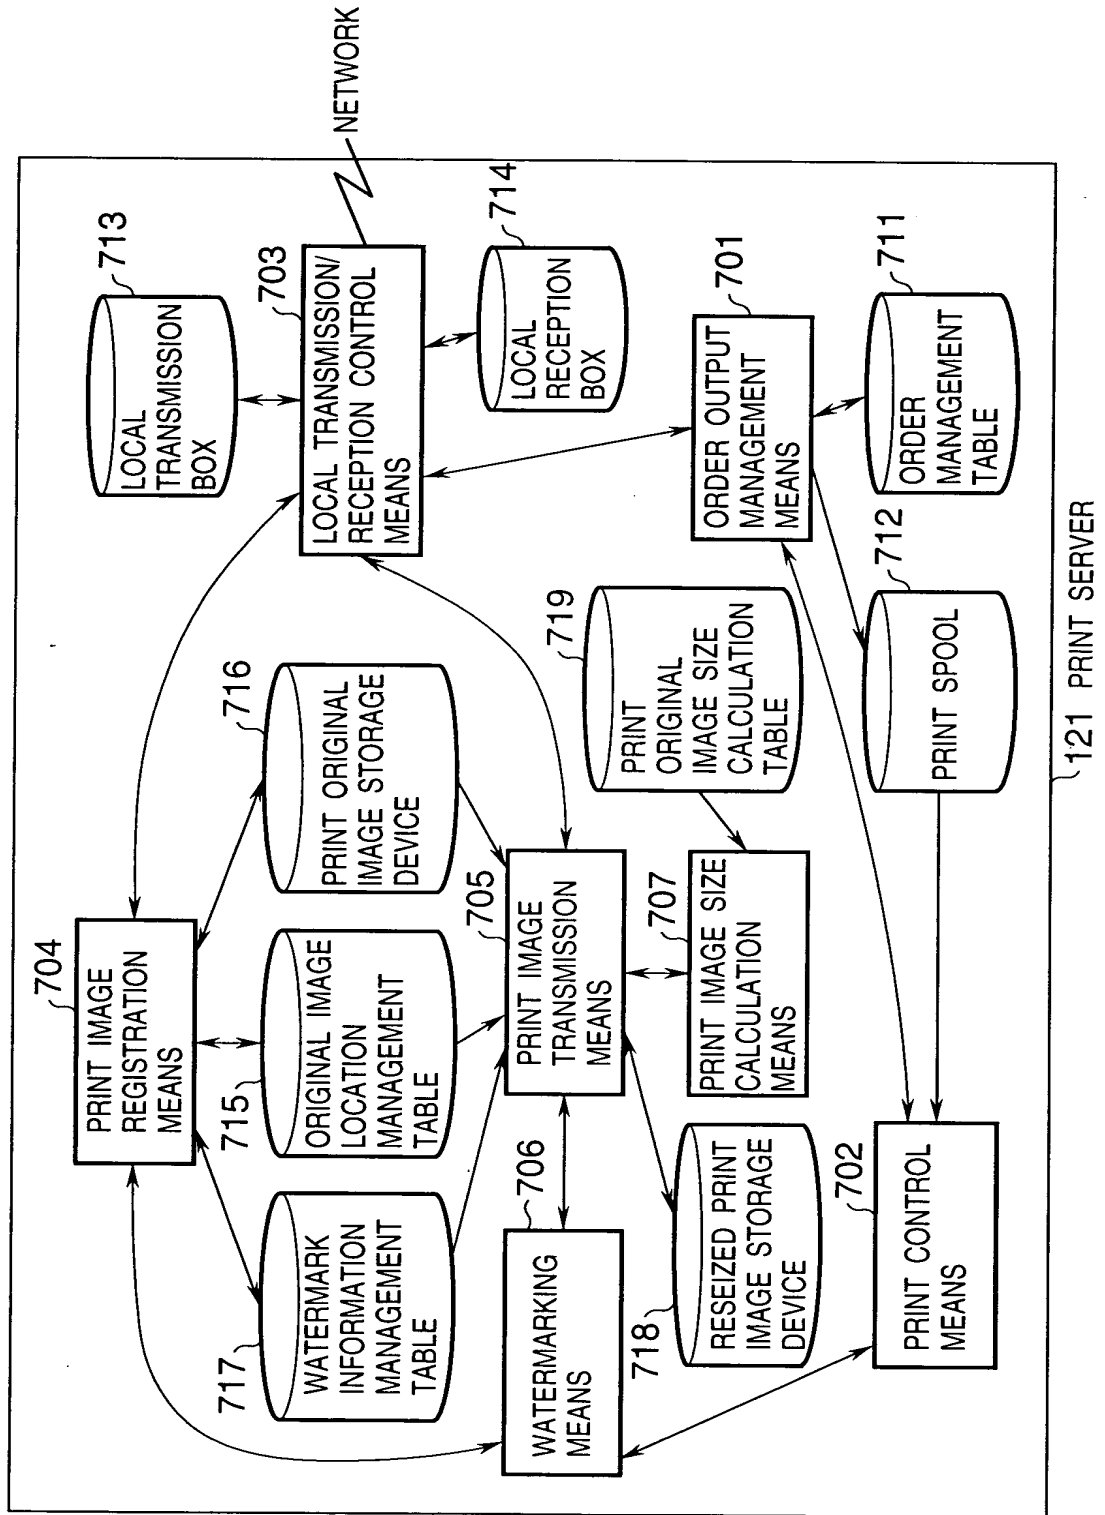 704
PRINT IMAGE
REGISTRATION
MEANS
713
LOCAL
TRANSMISSION
BOX
717
WATERMARK
INFORMATION
MANAGEMENT
TABLE
715
ORIGINAL IMAGE
LOCATION
MANAGEMENT
TABLE
716
PRINT ORIGINAL
IMAGE STORAGE
DEVICE
703
LOCAL TRANSMISSION/
RECEPTION CONTROL
MEANS
NETWORK
706
WATERMARKING
MEANS
705
PRINT IMAGE
TRANSMISSION
MEANS
714
LOCAL
RECEPTION
BOX
718
RESEIZED PRINT
IMAGE STORAGE
DEVICE
707
PRINT IMAGE SIZE
CALCULATION
MEANS
719
PRINT
ORIGINAL
IMAGE SIZE
CALCULATION
TABLE
701
ORDER OUTPUT
MANAGEMENT
MEANS
702
PRINT CONTROL
MEANS
712
PRINT SPOOL
711
ORDER
MANAGEMENT
TABLE
121 PRINT SERVER